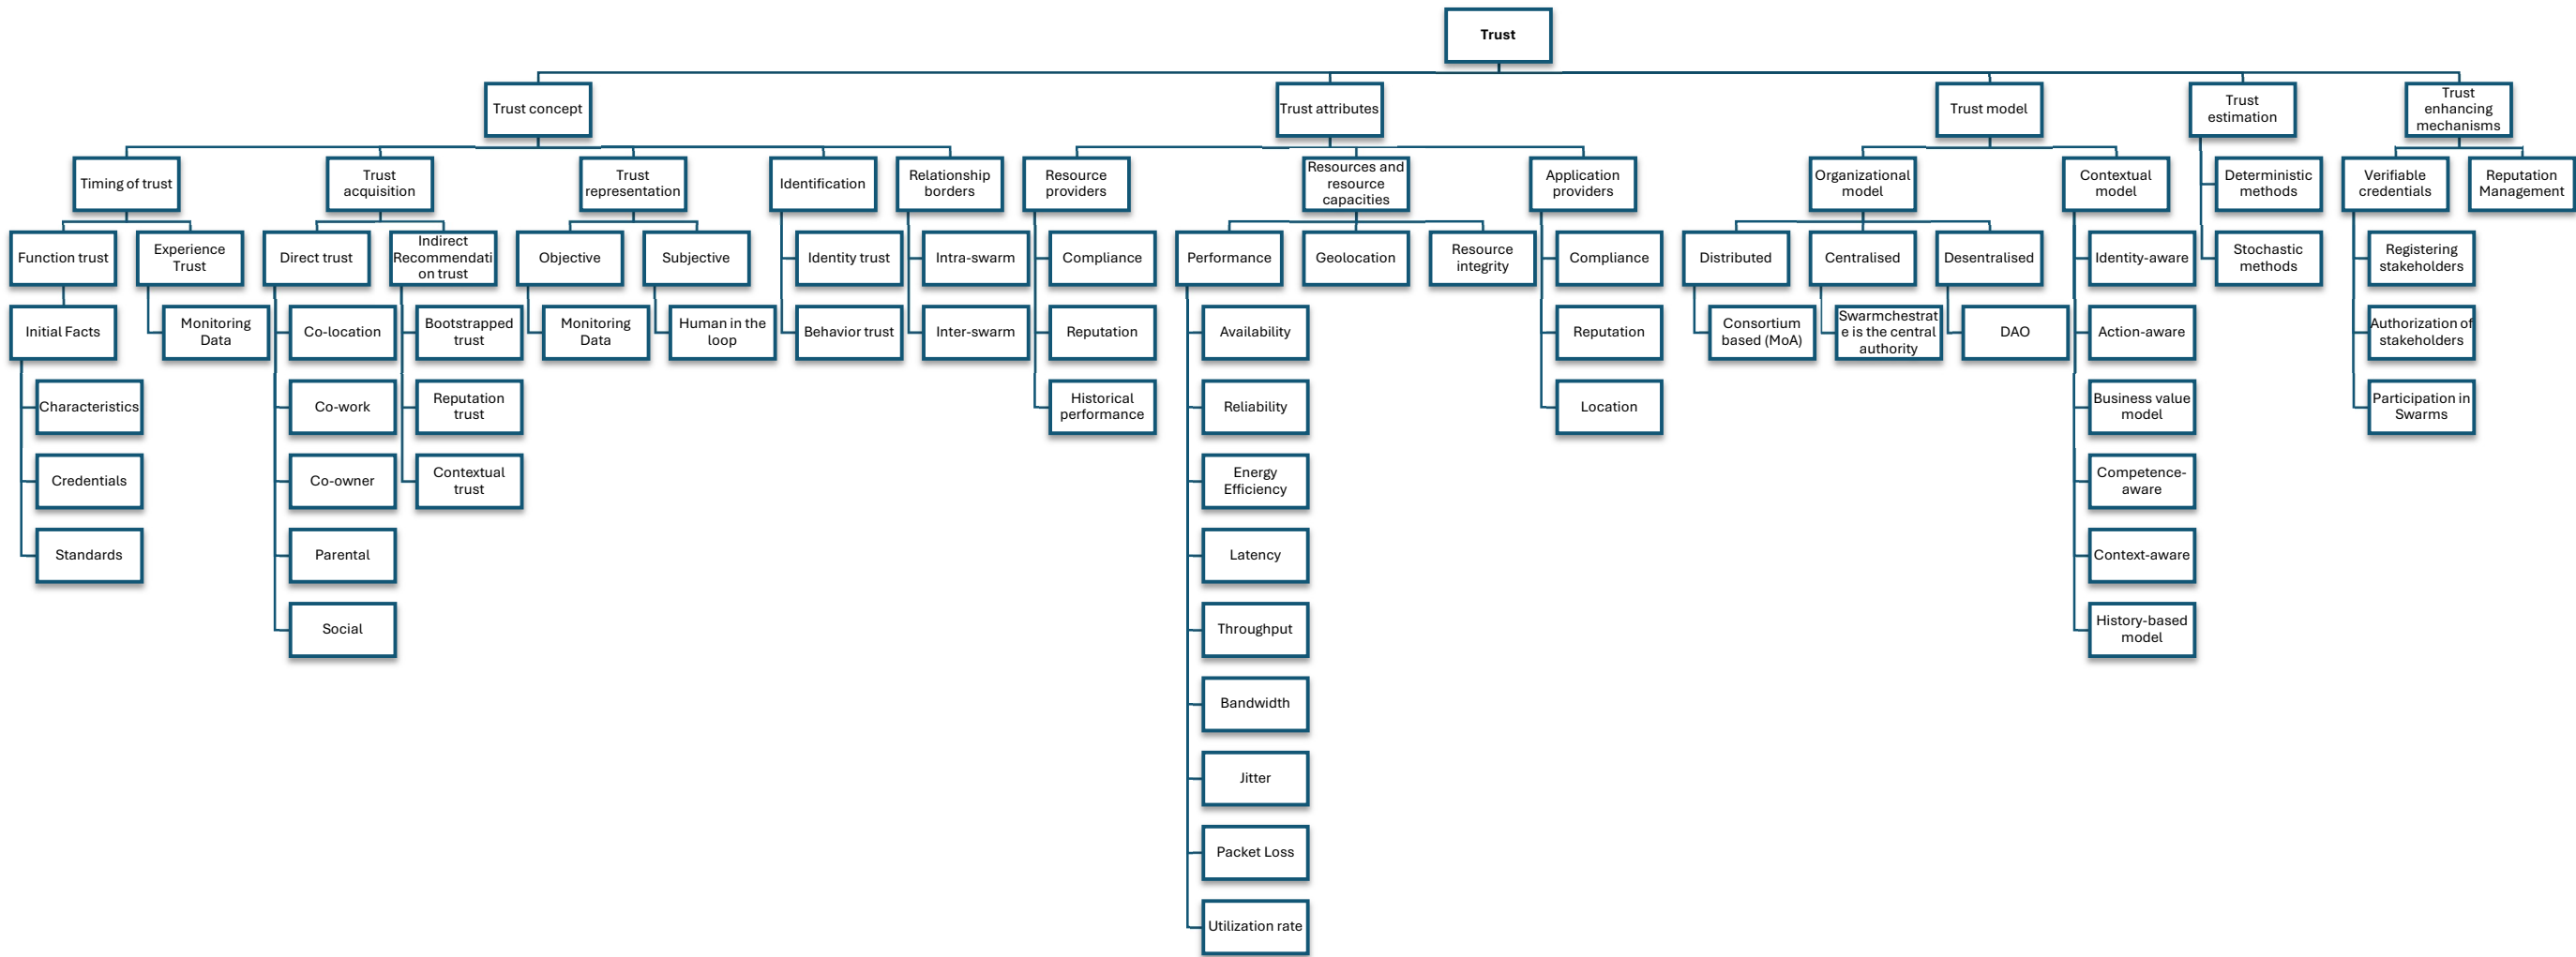 Trust
Trust concept
Trust attributes
Trust model
Trust
estimation
Trust
enhancing
mechanisms
Timing of trust
Trust
acquisition
Trust
representation
Identification
Relationship
borders
Resource
providers
Resources and
resource
capacities
Application
providers
Organizational
model
Contextual
model
Deterministic
methods
Verifiable
credentials
Reputation
Management
Function trust
Experience
Trust
Direct trust
Indirect
Recommendati
on trust
Objective
Subjective
Identity trust
Intra-swarm
Compliance
Performance
Geolocation
Resource
integrity
Compliance
Distributed
Centralised
Desentralised
Identity-aware
Stochastic
methods
Registering
stakeholders
Initial Facts
Monitoring
Data
Co-location
Bootstrapped
trust
Monitoring
Data
Human in the
loop
Behavior trust
Inter-swarm
Reputation
Availability
Reputation
Consortium
based (MoA)
Swarmchestrat
e is the central
authority
DAO
Action-aware
Authorization of
stakeholders
Characteristics
Co-work
Reputation
trust
Historical
performance
Reliability
Location
Business value
model
Participation in
Swarms
Credentials
Co-owner
Contextual
trust
Energy
Efficiency
Competence-
aware
Standards
Parental
Latency
Context-aware
Social
Throughput
History-based
model
Bandwidth
Jitter
Packet Loss
Utilization rate